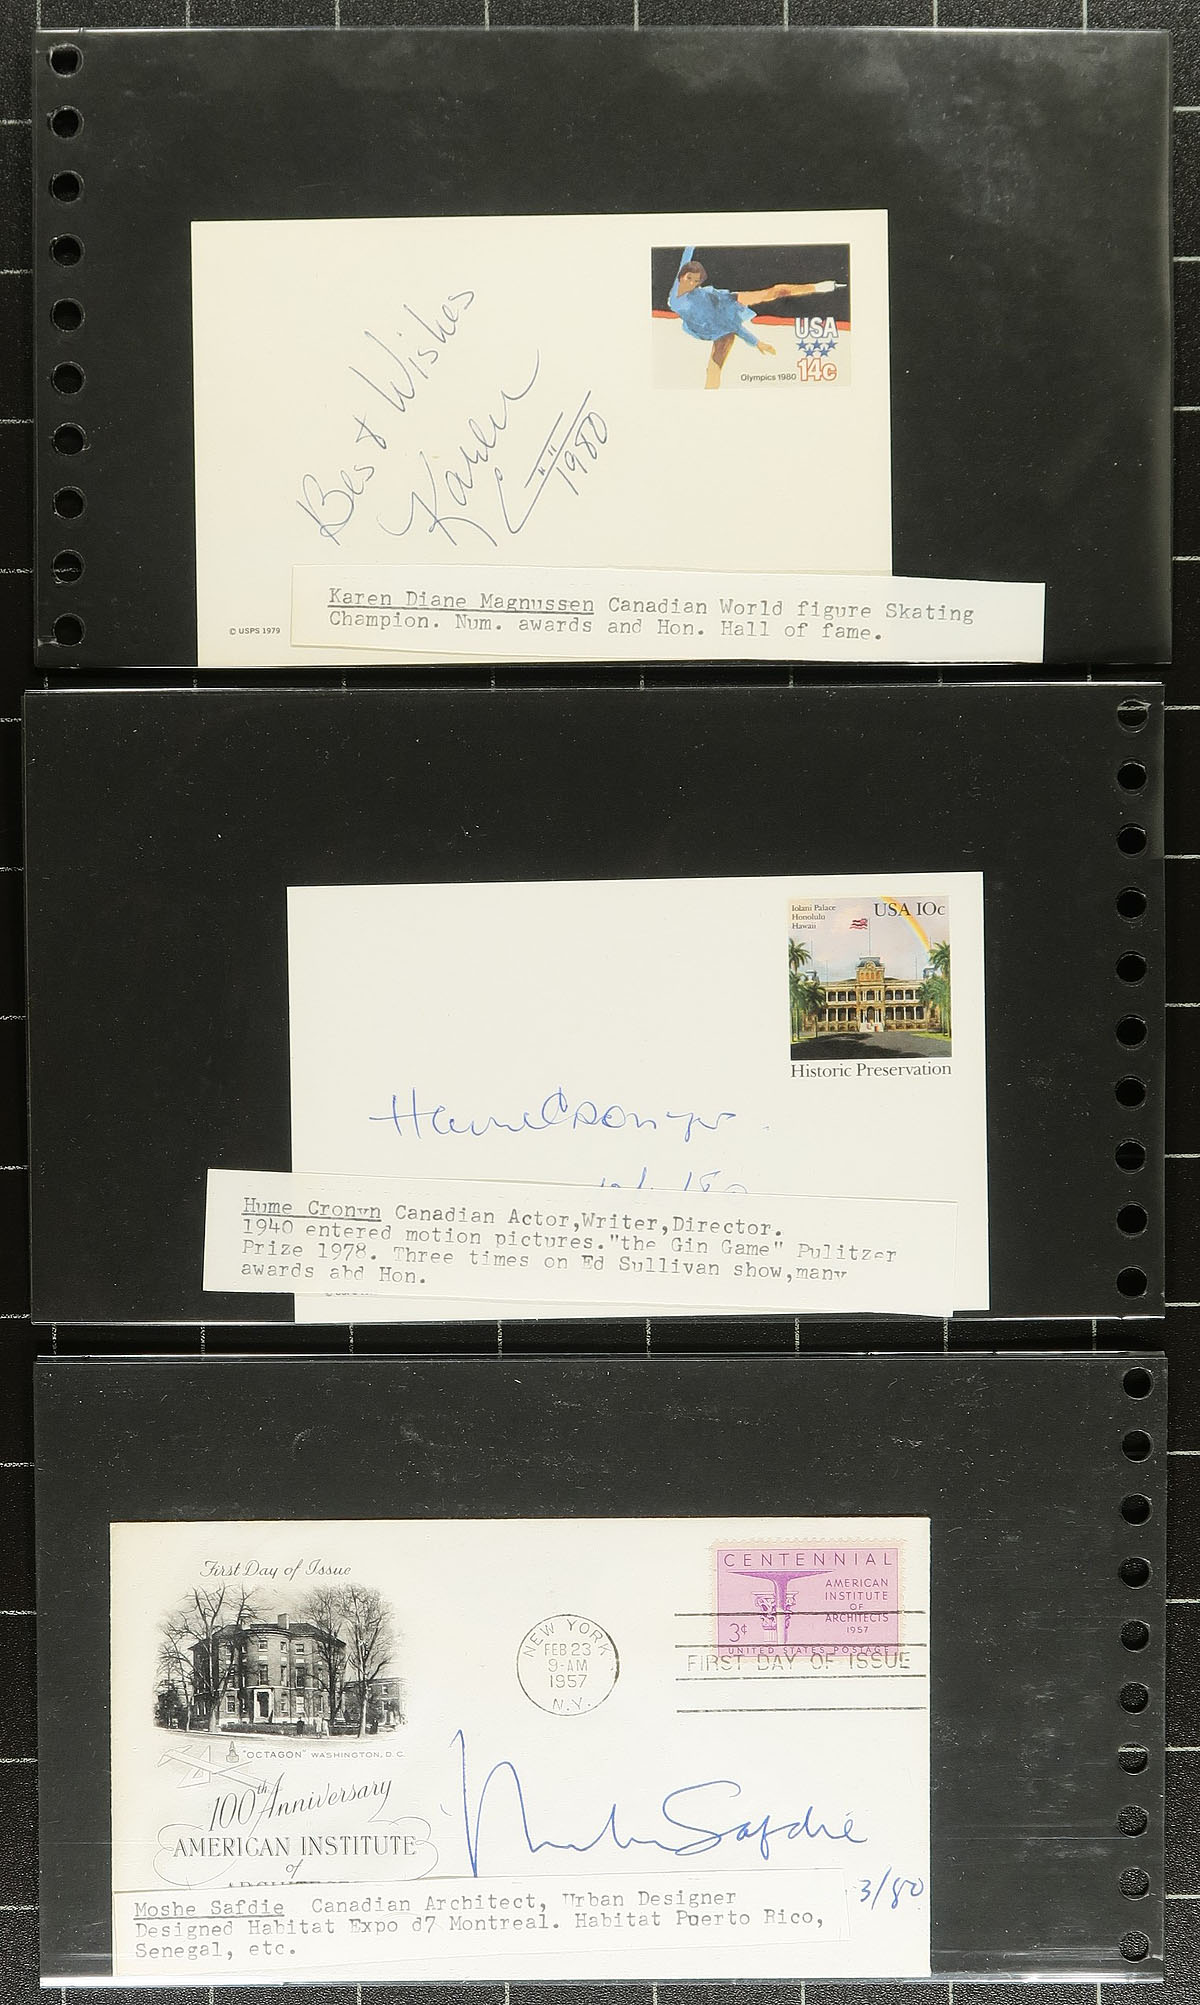 USA
Olympics 1980 14c
Best Wishes
Karen
1980
Karen Diane Magnussen Canadian World figure Skating
Champion. Num. awards and Hon. Hall of fame.
© USPS 1979
Iolani Palace
Honolulu
Hawaii
USA 10c
Historic Preservation
Hume Cronyn
Hume Cronyn Canadian Actor,Writer,Director.
1940 entered motion pictures."the Gin Game" Pulitzer
Prize 1978. Three times on Ed Sullivan show,many
awards abd Hon.
First Day of Issue
CENTENNIAL
AMERICAN
INSTITUTE
OF
ARCHITECTS
1957
3¢
UNITED STATES POSTAGE
NEW YORK
FEB 23
9-AM
1957
N.Y.
FIRST DAY OF ISSUE
"OCTAGON" WASHINGTON, D.C.
100th Anniversary
AMERICAN INSTITUTE
of
Moshe Safdie
3/80
Moshe Safdie Canadian Architect, Urban Designer
Designed Habitat Expo d7 Montreal. Habitat Puerto Rico,
Senegal, etc.